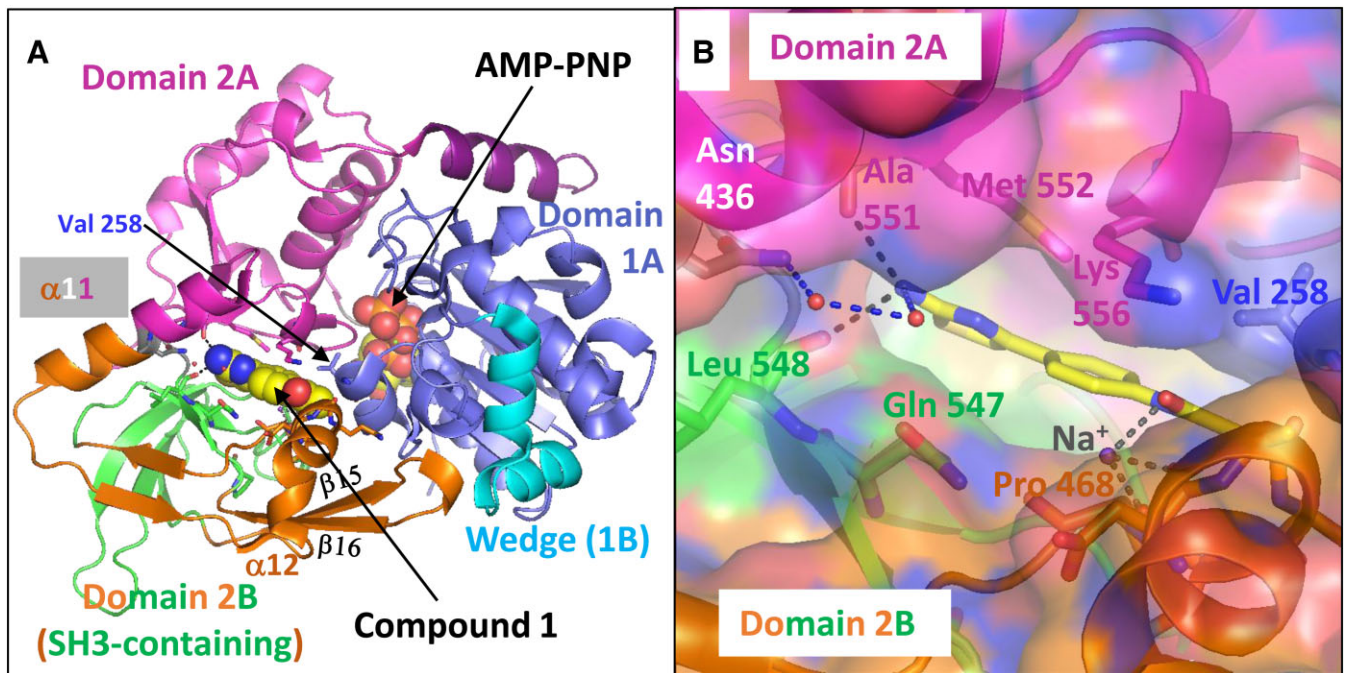 A
Domain 2A
AMP-PNP
Val 258
Domain
1A
α11
β15
β16
α12
Wedge (1B)
Domain 2B
(SH3-containing)
Compound 1
B
Domain 2A
Asn
436
Ala
551
Met 552
Lys
556
Val 258
Leu 548
Gln 547
Na⁺
Pro 468
Domain 2B